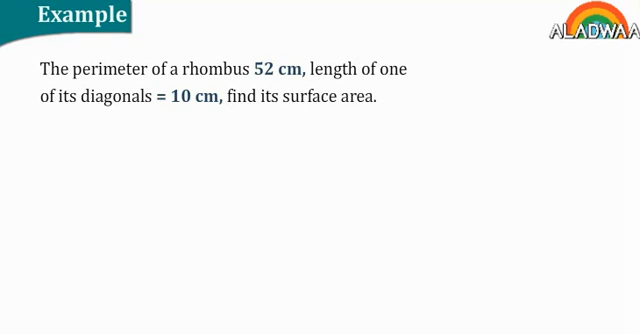 Example
ALADWAA
The perimeter of a rhombus 52 cm, length of one
of its diagonals = 10 cm, find its surface area.